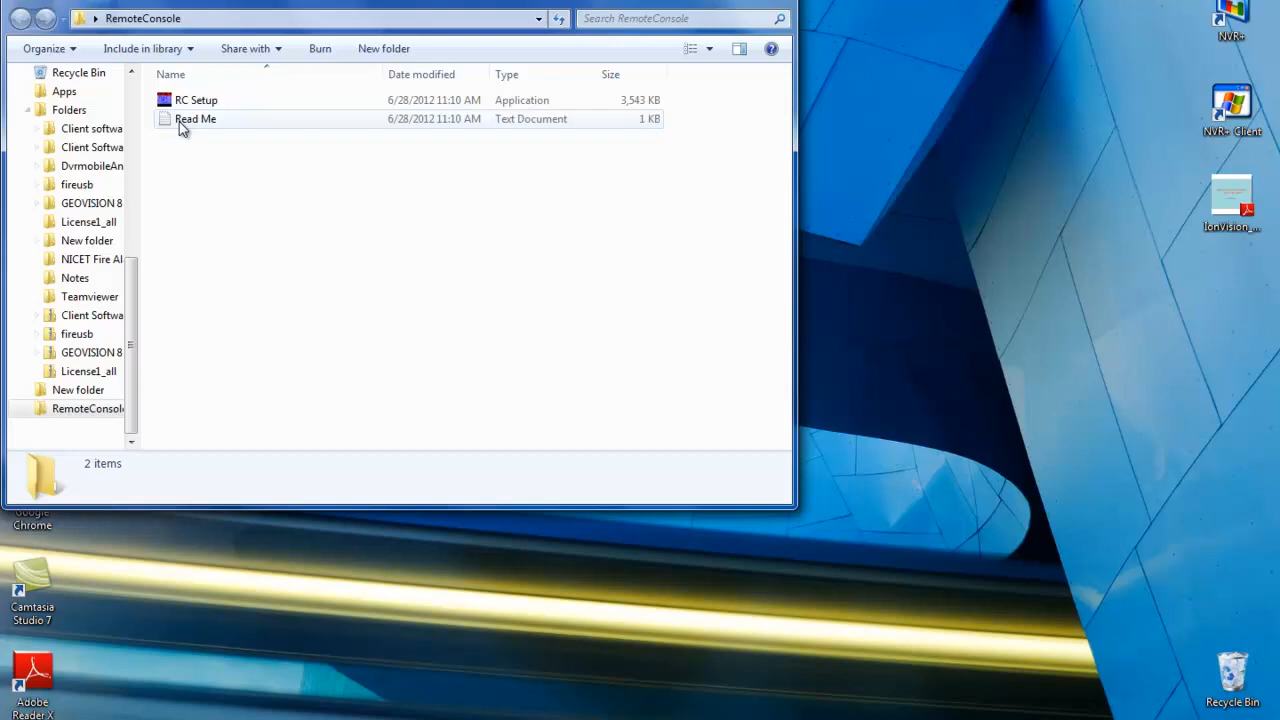 RemoteConsole
Search RemoteConsole
Organize
Include in library
Share with
Burn
New folder
Name
Date modified
Type
Size
RC Setup
6/28/2012 11:10 AM
Application
3,543 KB
Read Me
6/28/2012 11:10 AM
Text Document
1 KB
Recycle Bin
Apps
Folders
Client softwa
Client Softwa
DvrmobileAn
fireusb
GEOVISION 8
License1_all
New folder
NICET Fire Al
Notes
Teamviewer
Client Softwa
fireusb
GEOVISION 8
License1_all
New folder
RemoteConsol
2 items
NVR+
NVR+ Client
IonVision_...
Google
Chrome
Camtasia
Studio 7
Adobe
Reader X
Recycle Bin